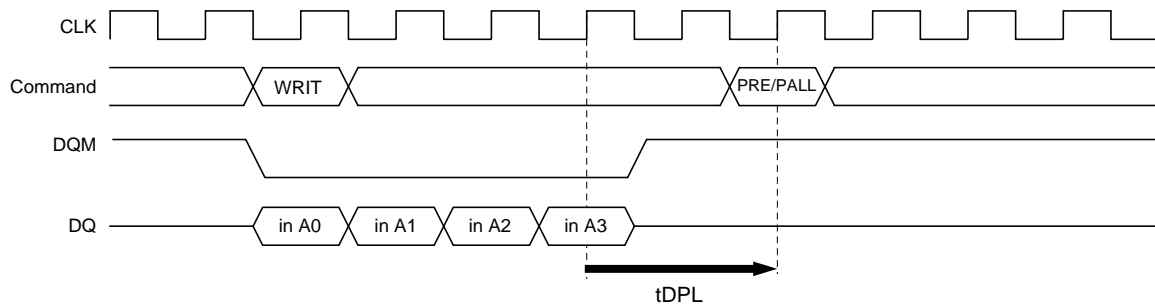 CLK
Command
WRIT
PRE/PALL
DQM
DQ
in A0
in A1
in A2
in A3
tDPL